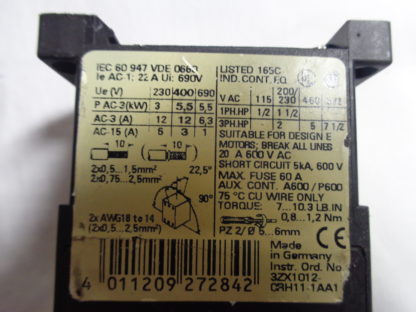 IEC 60 947 VDE 0660
Ie AC 1: 22 A Ui: 690V
Ue (V) 230 400 690
P AC-3(kW) 3 5,5 5,5
AC-3 (A) 12 12 6,3
AC-15 (A) 6 3 1
10 10
2x0,5...1,5mm²
2x0,75...2,5mm²
22,5°
90°
2x AWG18 to 14
(2x0,5...2,5mm²)
LISTED 165C
IND. CONT. EQ.
V AC 115 200/230 460 575
1PH.HP 1/2 1 1/2
3PH.HP - 2 5 7 1/2
SUITABLE FOR DESIGN E
MOTORS; BREAK ALL LINES
20 A 600 V AC
SHORT CIRCUIT 5kA, 600 V
MAX. FUSE 60 A
AUX. CONT. A600 / P600
75 °C CU WIRE ONLY
TORQUE: 7...10.3 LB.IN
0,8...1,2 Nm
PZ 2/ Ø 5...6mm
Made
in Germany
Instr. Ord. No
3ZX1012-
0RH11-1AA1
CE
4 011209 272842